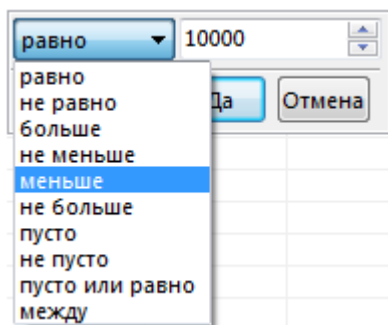 равно 10000
равно
не равно
Да Отмена
больше
не меньше
меньше
не больше
пусто
не пусто
пусто или равно
между